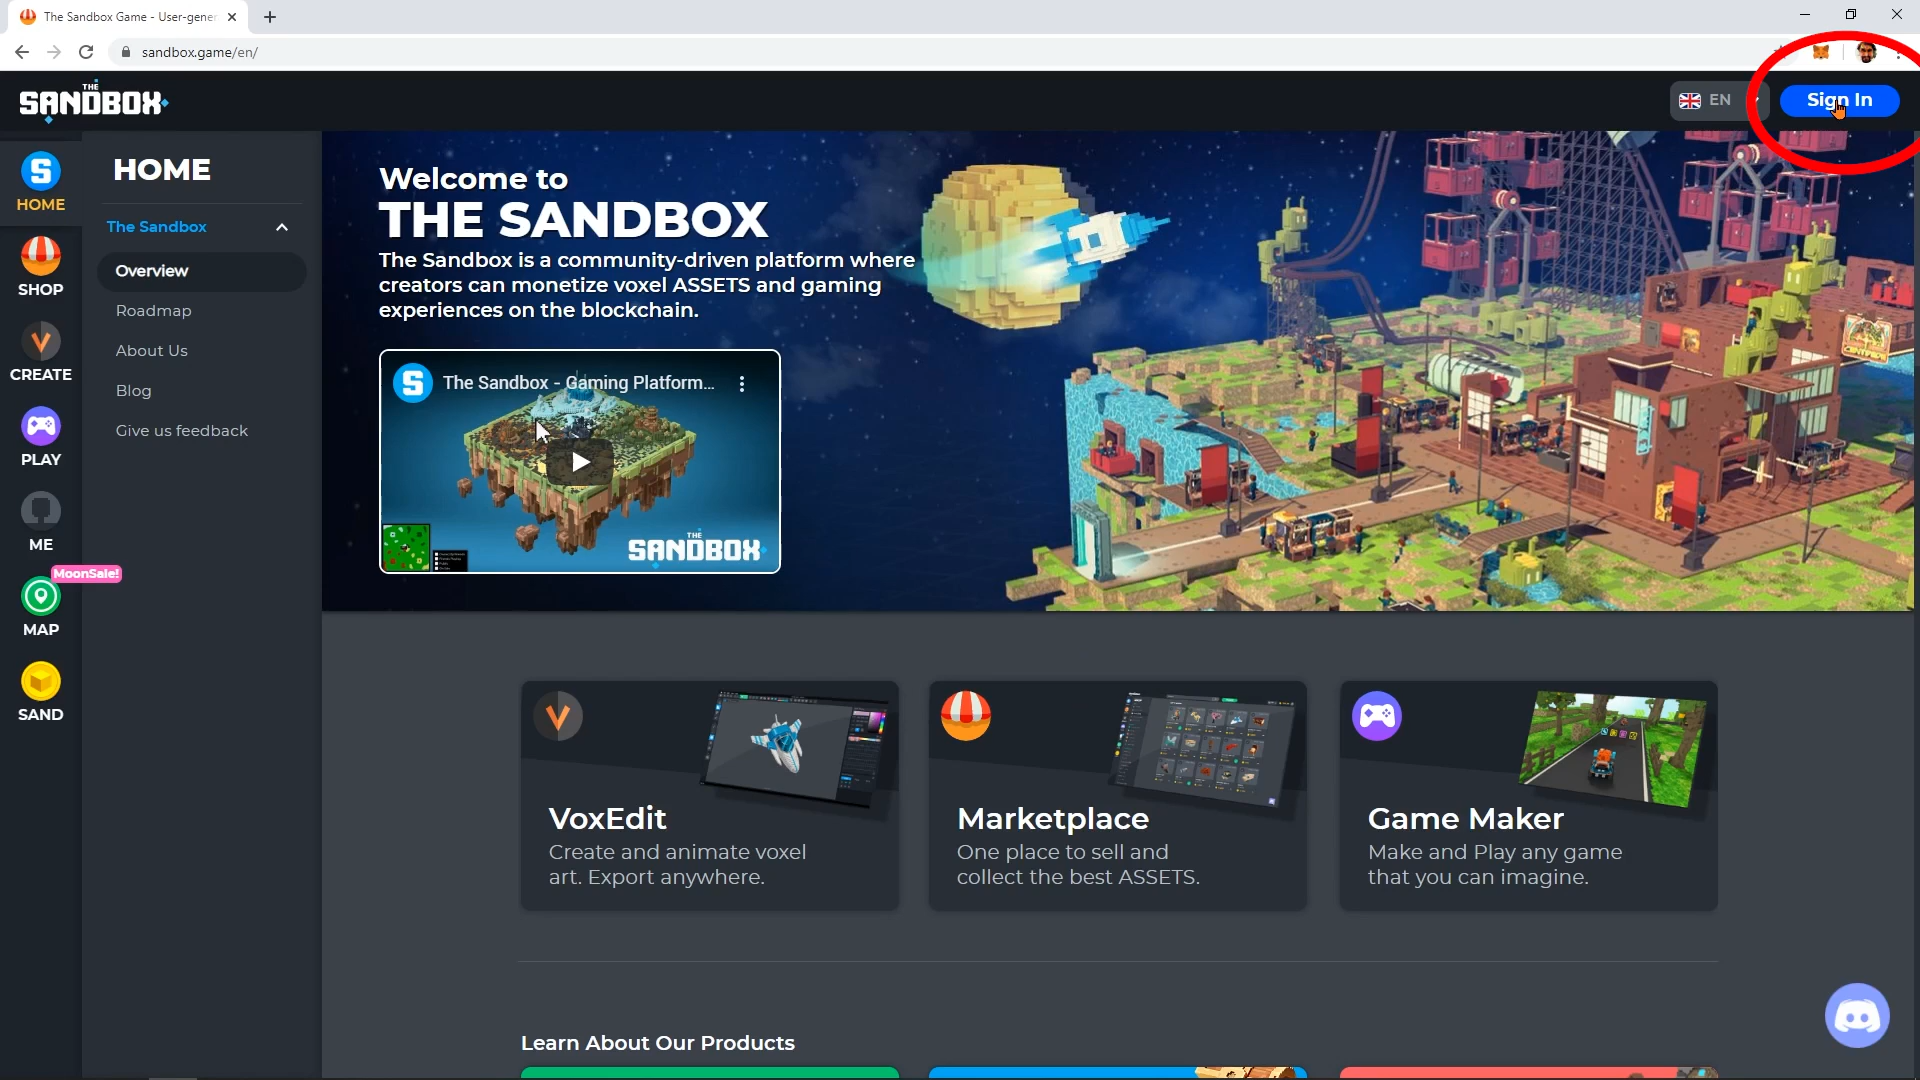 The Sandbox Game - User-gener
sandbox.game/en/
THE
SANDBOX
EN
Sign In
HOME
SHOP
CREATE
PLAY
ME
MoonSale!
MAP
SAND
HOME
The Sandbox
Overview
Roadmap
About Us
Blog
Give us feedback
Welcome to
THE SANDBOX
The Sandbox is a community-driven platform where
creators can monetize voxel ASSETS and gaming
experiences on the blockchain.
The Sandbox - Gaming Platform...
THE
SANDBOX
VoxEdit
Create and animate voxel
art. Export anywhere.
Marketplace
One place to sell and
collect the best ASSETS.
Game Maker
Make and Play any game
that you can imagine.
Learn About Our Products